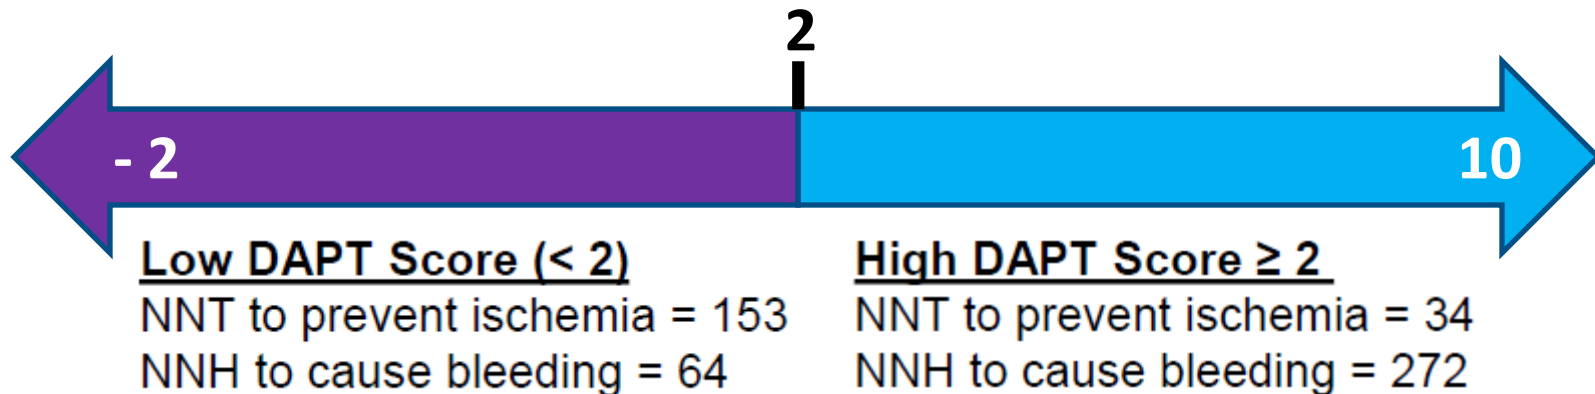 2
- 2
10
Low DAPT Score (< 2)
NNT to prevent ischemia = 153
NNH to cause bleeding = 64
High DAPT Score ≥ 2
NNT to prevent ischemia = 34
NNH to cause bleeding = 272